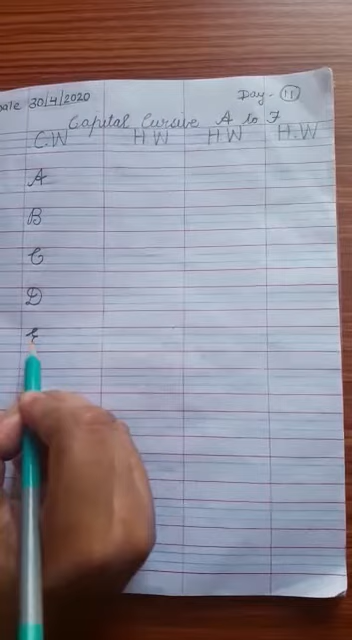 Date 30/4/2020 Day - 11
Capital Cursive A to F
C.W H.W H.W H.W
A
B
C
D
E